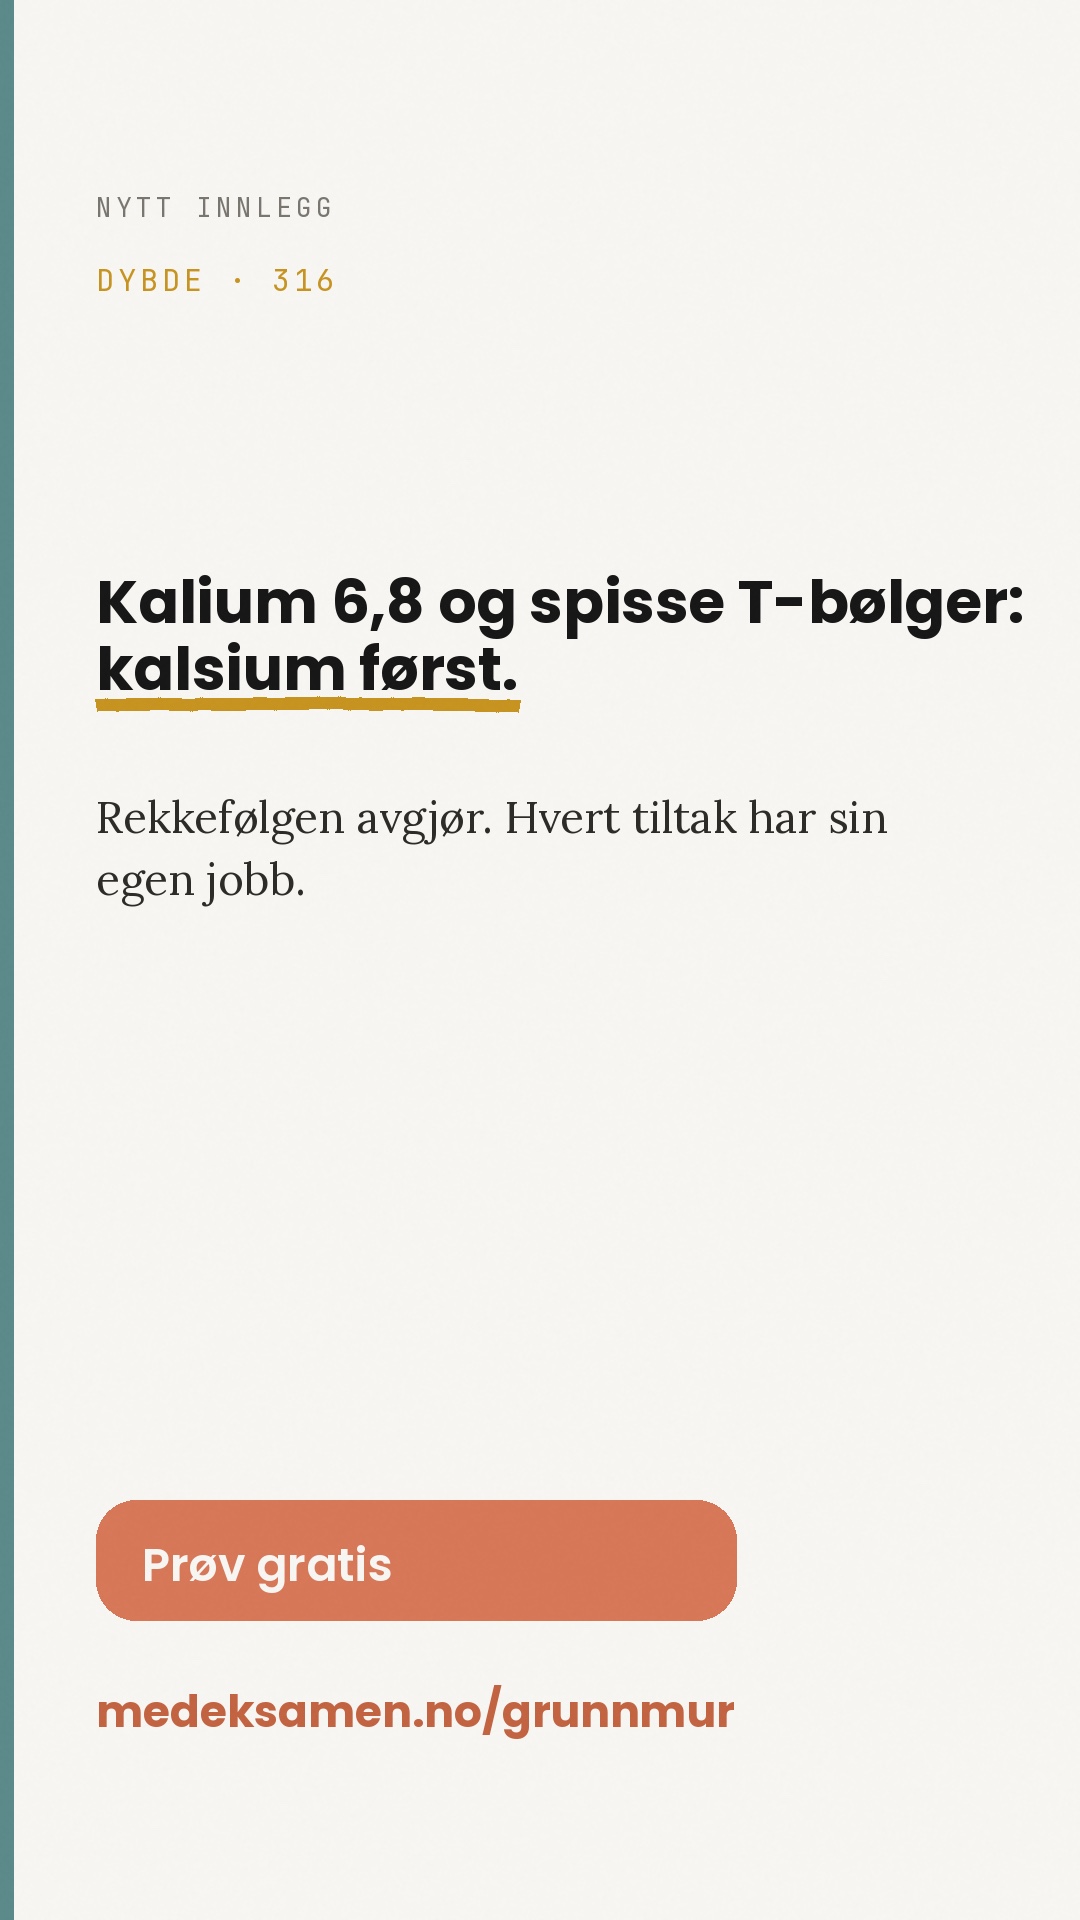 NYTT INNLEGG
DYBDE · 316
Kalium 6,8 og spisse T-bølger:
kalsium først.
Rekkefølgen avgjør. Hvert tiltak har sin
egen jobb.
Prøv gratis
medeksamen.no/grunnmur